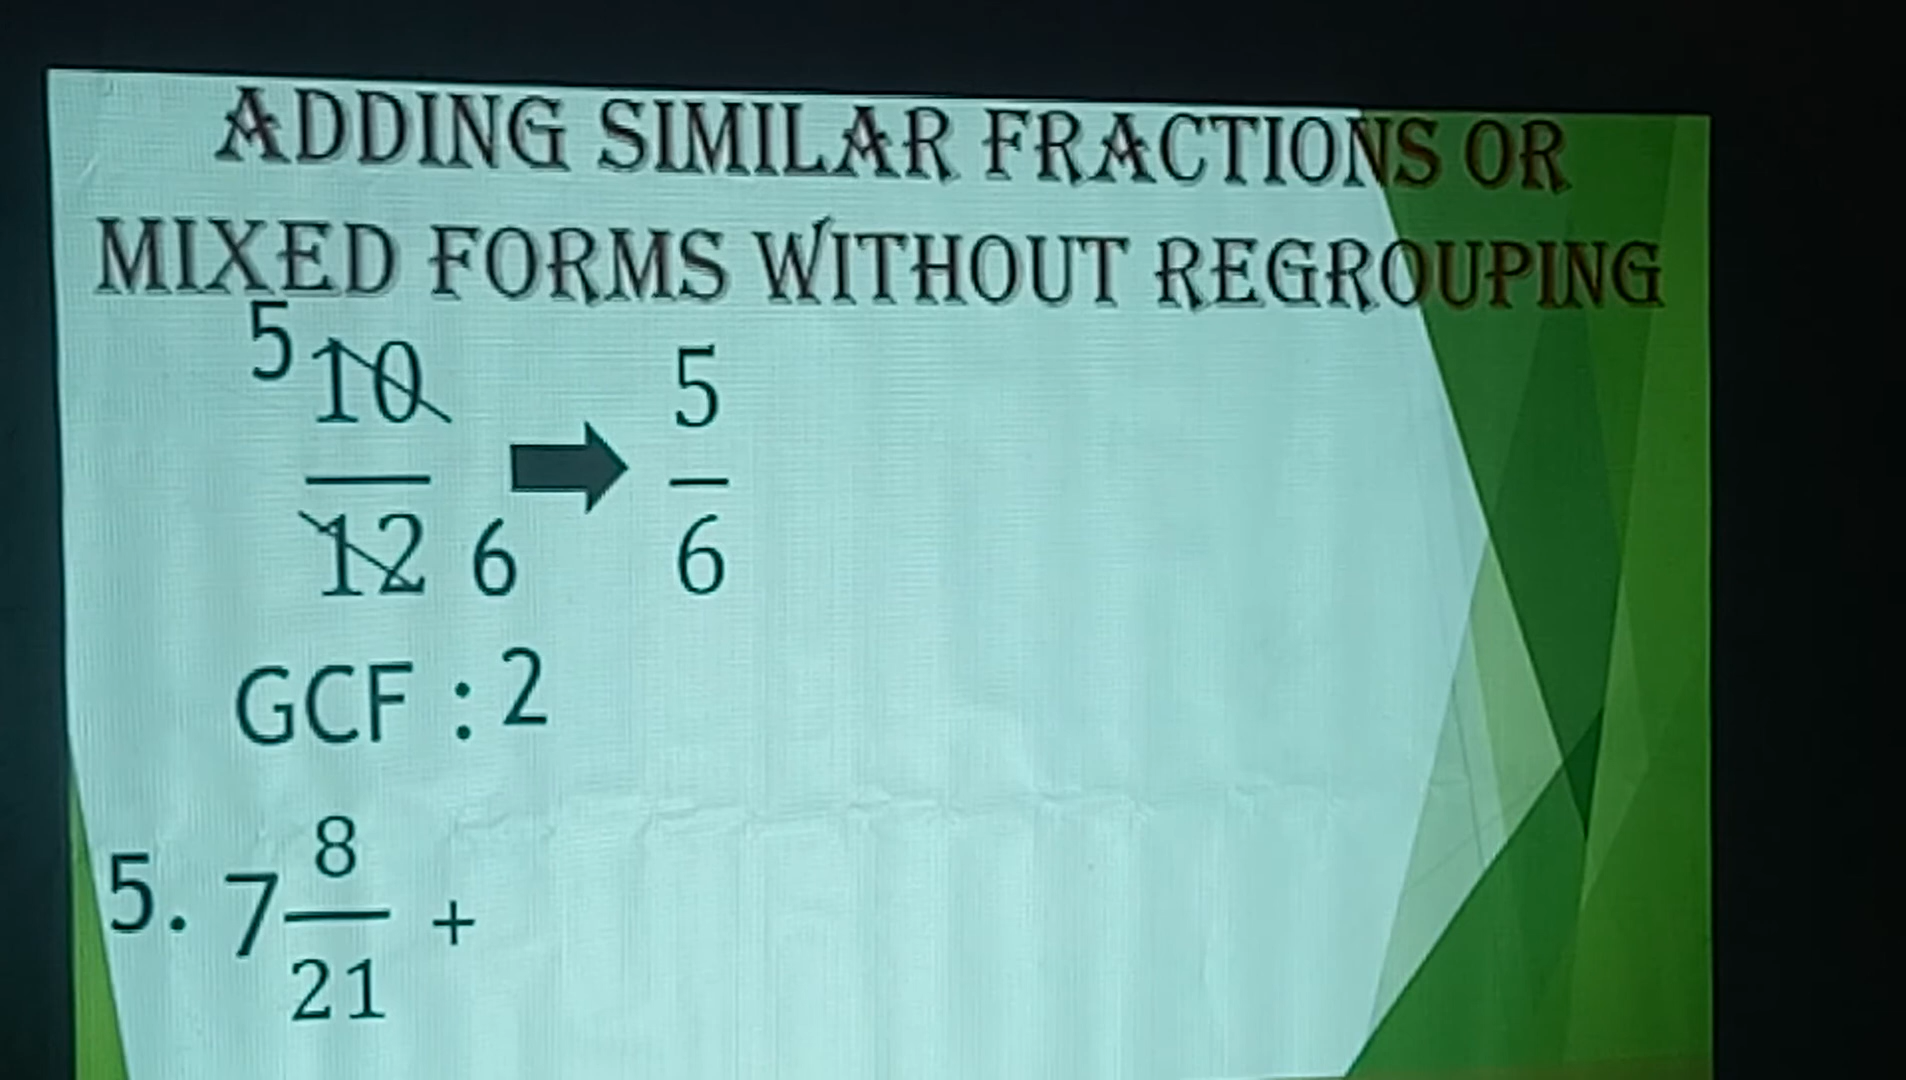 ADDING SIMILAR FRACTIONS OR
MIXED FORMS WITHOUT REGROUPING
5 10/12 6 → 5/6
GCF : 2
5. 7 8/21 +